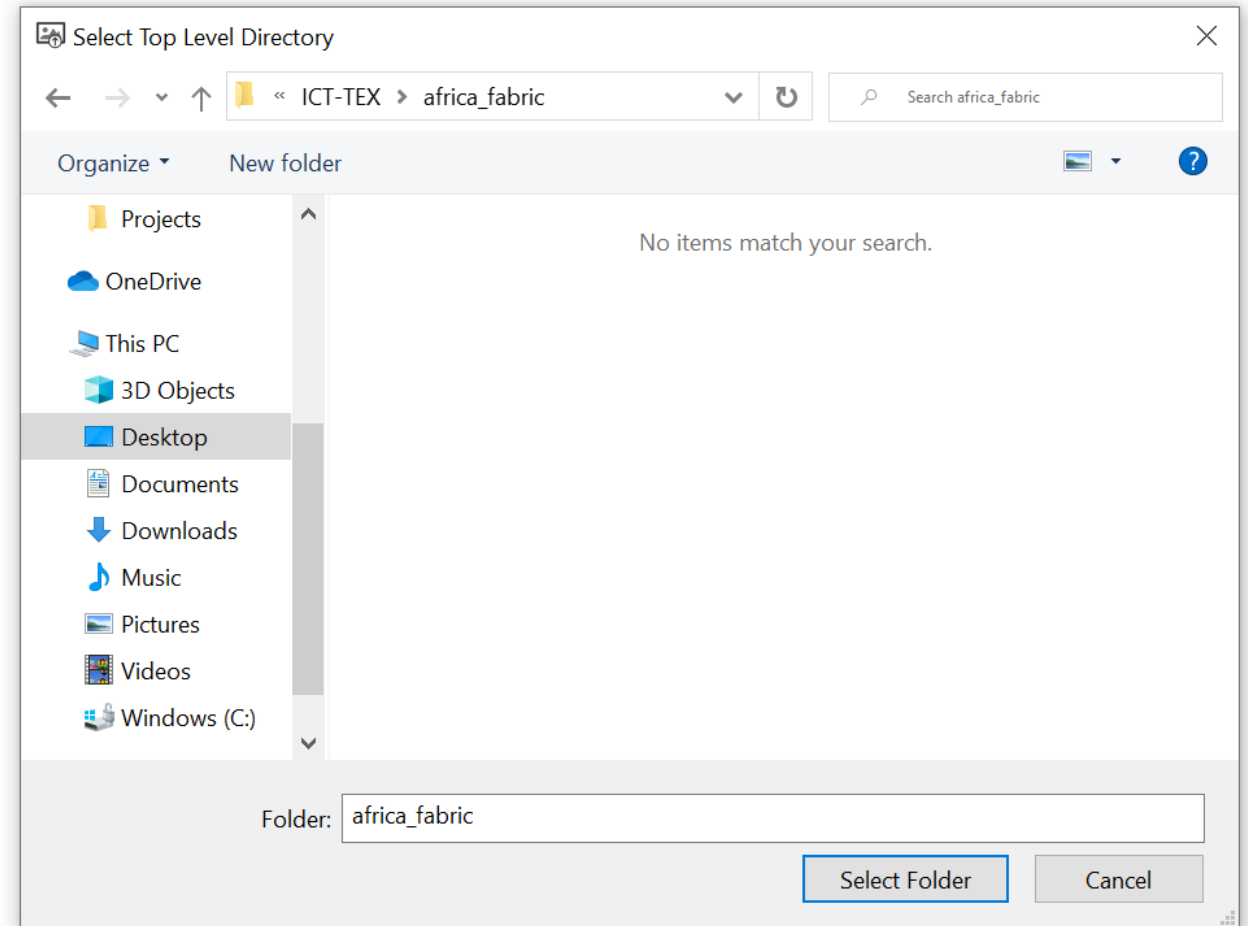 Select Top Level Directory
« ICT-TEX > africa_fabric
Search africa_fabric
Organize
New folder
?
Projects
No items match your search.
OneDrive
This PC
3D Objects
Desktop
Documents
Downloads
Music
Pictures
Videos
Windows (C:)
Folder: africa_fabric
Select Folder
Cancel